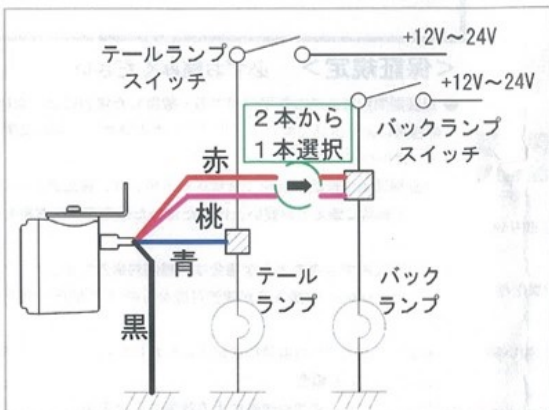 テールランプ
スイッチ
+12V～24V
+12V～24V
2本から
1本選択
バックランプ
スイッチ
赤
桃
青
黒
テール
ランプ
バック
ランプ